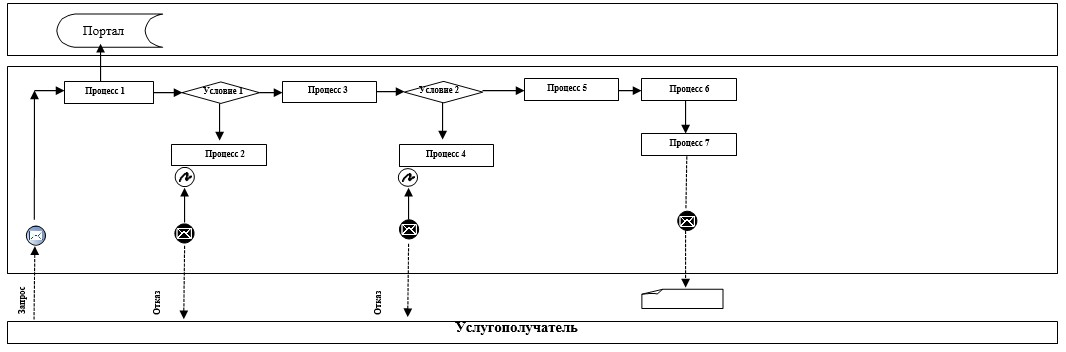 Портал
Процесс 1
Условие 1
Процесс 3
Условие 2
Процесс 5
Процесс 6
Процесс 2
Процесс 4
Процесс 7
Запрос
Отказ
Отказ
Услугополучатель